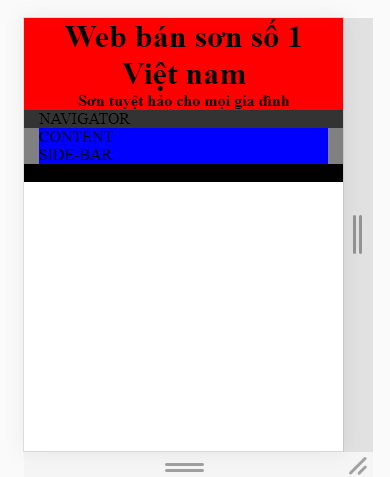 Web bán sơn số 1
Việt nam
Sơn tuyệt hảo cho mọi gia đình
NAVIGATOR
CONTENT
SIDE-BAR